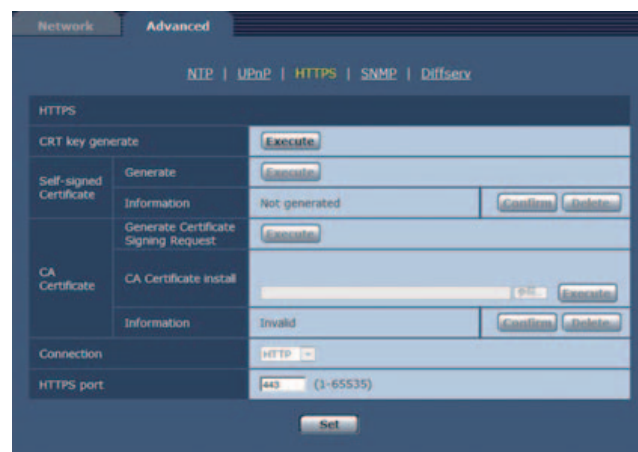 Network Advanced
NTP | UPnP | HTTPS | SNMP | Diffserv
HTTPS
CRT key generate Execute
Self-signed Certificate
Generate Execute
Information Not generated Confirm Delete
CA Certificate
Generate Certificate Signing Request Execute
CA Certificate install Execute
Information Invalid Confirm Delete
Connection HTTP
HTTPS port 443 (1-65535)
Set